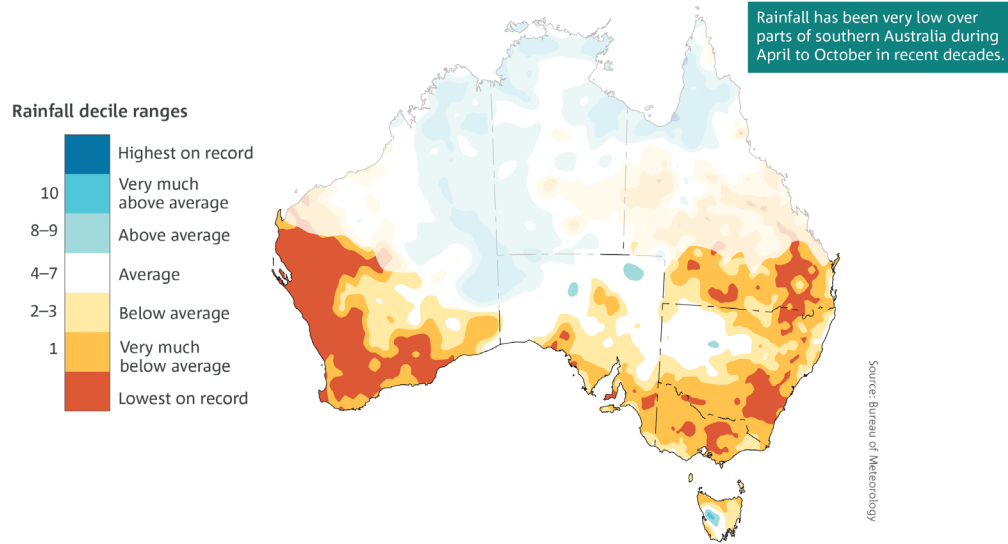 Rainfall has been very low over
parts of southern Australia during
April to October in recent decades.
Rainfall decile ranges
Highest on record
10
Very much
above average
8–9
Above average
4–7
Average
2–3
Below average
1
Very much
below average
Lowest on record
Source: Bureau of Meteorology